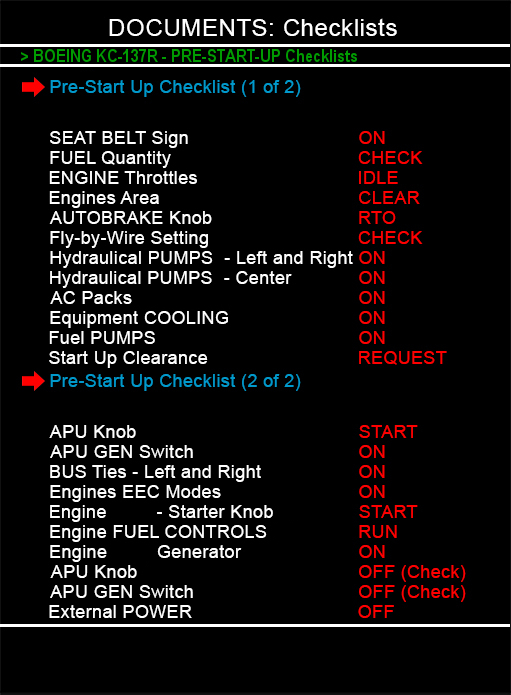 DOCUMENTS: Checklists
> BOEING KC-137R - PRE-START-UP Checklists
Pre-Start Up Checklist (1 of 2)
SEAT BELT Sign ON
FUEL Quantity CHECK
ENGINE Throttles IDLE
Engines Area CLEAR
AUTOBRAKE Knob RTO
Fly-by-Wire Setting CHECK
Hydraulical PUMPS - Left and Right ON
Hydraulical PUMPS - Center ON
AC Packs ON
Equipment COOLING ON
Fuel PUMPS ON
Start Up Clearance REQUEST
Pre-Start Up Checklist (2 of 2)
APU Knob START
APU GEN Switch ON
BUS Ties - Left and Right ON
Engines EEC Modes ON
Engine - Starter Knob START
Engine FUEL CONTROLS RUN
Engine Generator ON
APU Knob OFF (Check)
APU GEN Switch OFF (Check)
External POWER OFF